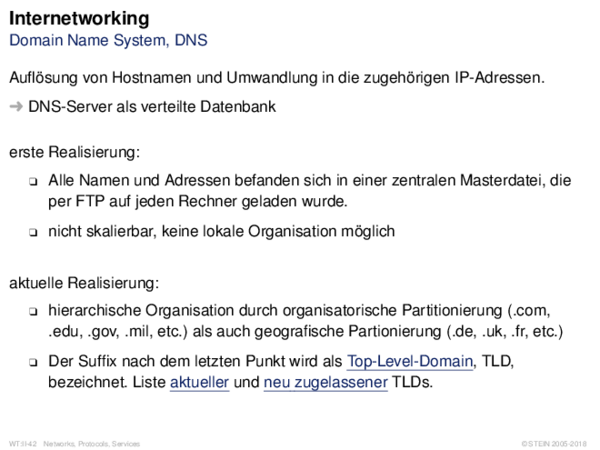 Internetworking
Domain Name System, DNS
Auflösung von Hostnamen und Umwandlung in die zugehörigen IP-Adressen.
➜ DNS-Server als verteilte Datenbank
erste Realisierung:
❑ Alle Namen und Adressen befanden sich in einer zentralen Masterdatei, die
per FTP auf jeden Rechner geladen wurde.
❑ nicht skalierbar, keine lokale Organisation möglich
aktuelle Realisierung:
❑ hierarchische Organisation durch organisatorische Partitionierung (.com,
.edu, .gov, .mil, etc.) als auch geografische Partionierung (.de, .uk, .fr, etc.)
❑ Der Suffix nach dem letzten Punkt wird als Top-Level-Domain, TLD,
bezeichnet. Liste aktueller und neu zugelassener TLDs.
WT:II-42 Networks, Protocols, Services © STEIN 2005-2018